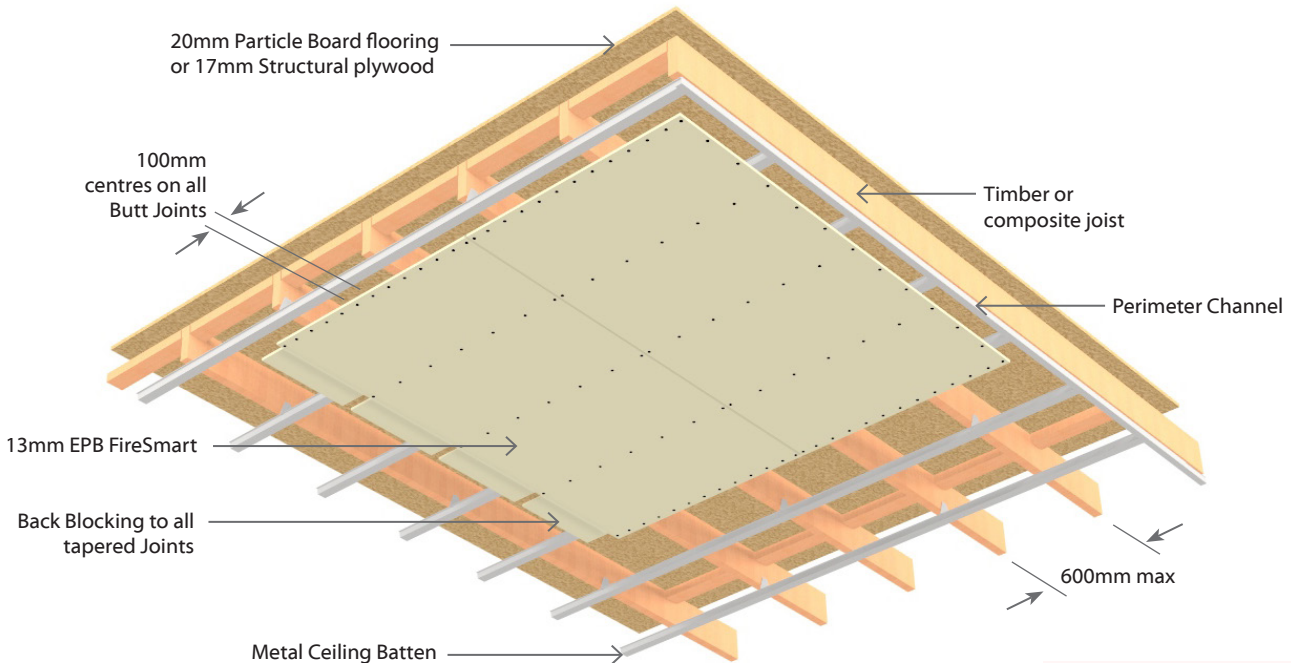 20mm Particle Board flooring
or 17mm Structural plywood
100mm
centres on all
Butt Joints
Timber or
composite joist
Perimeter Channel
13mm EPB FireSmart
Back Blocking to all
tapered Joints
600mm max
Metal Ceiling Batten